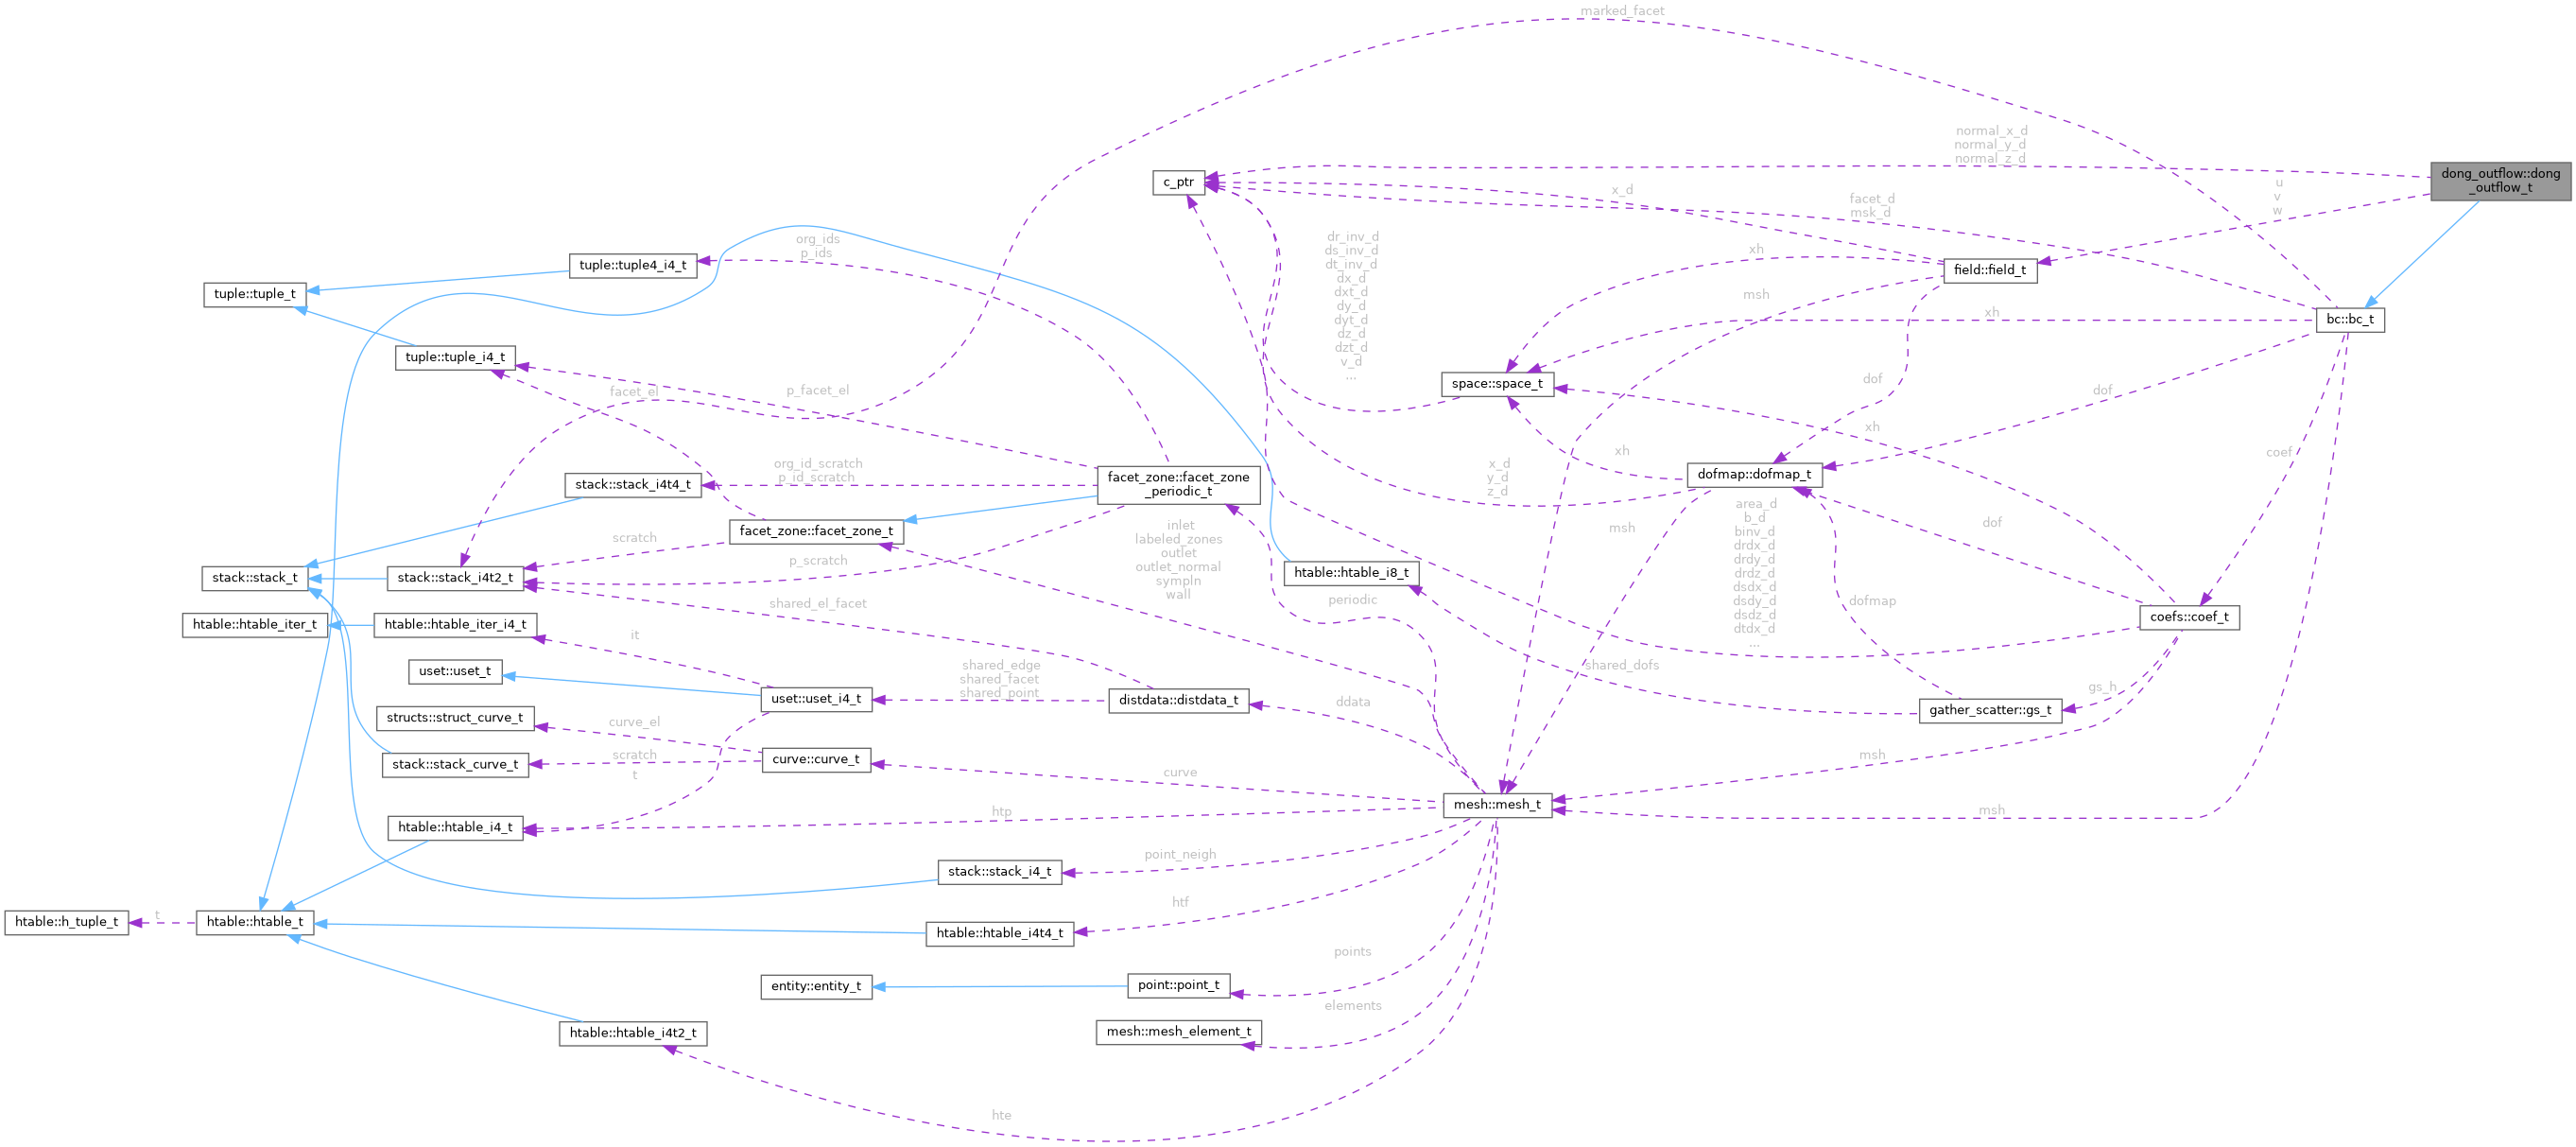 marked_facet
normal_x_d
normal_y_d
normal_z_d
dong_outflow::dong
_outflow_t
c_ptr
x_d
facet_d
msk_d
u
v
w
org_ids
p_ids
tuple::tuple4_i4_t
dr_inv_d
ds_inv_d
dt_inv_d
dx_d
dxt_d
dy_d
dyt_d
dz_d
dzt_d
v_d
...
xh
field::field_t
tuple::tuple_t
msh
xh
bc::bc_t
tuple::tuple_i4_t
facet_el
p_facet_el
space::space_t
dof
dof
xh
coef
org_id_scratch
p_id_scratch
stack::stack_i4t4_t
facet_zone::facet_zone
_periodic_t
x_d
y_d
z_d
xh
dofmap::dofmap_t
facet_zone::facet_zone_t
scratch
inlet
labeled_zones
outlet
outlet_normal
sympln
wall
msh
area_d
b_d
binv_d
drdx_d
drdy_d
drdz_d
dsdx_d
dsdy_d
dsdz_d
dtdx_d
...
dof
stack::stack_t
stack::stack_i4t2_t
p_scratch
htable::htable_i8_t
shared_el_facet
periodic
dofmap
coefs::coef_t
htable::htable_iter_t
htable::htable_iter_i4_t
it
uset::uset_t
shared_edge
shared_facet
shared_point
shared_dofs
uset::uset_i4_t
distdata::distdata_t
ddata
gs_h
gather_scatter::gs_t
structs::struct_curve_t
curve_el
stack::stack_curve_t
scratch
t
curve::curve_t
curve
msh
mesh::mesh_t
msh
htable::htable_i4_t
htp
point_neigh
stack::stack_i4_t
htf
htable::h_tuple_t
t
htable::htable_t
htable::htable_i4t4_t
points
entity::entity_t
point::point_t
elements
htable::htable_i4t2_t
mesh::mesh_element_t
hte